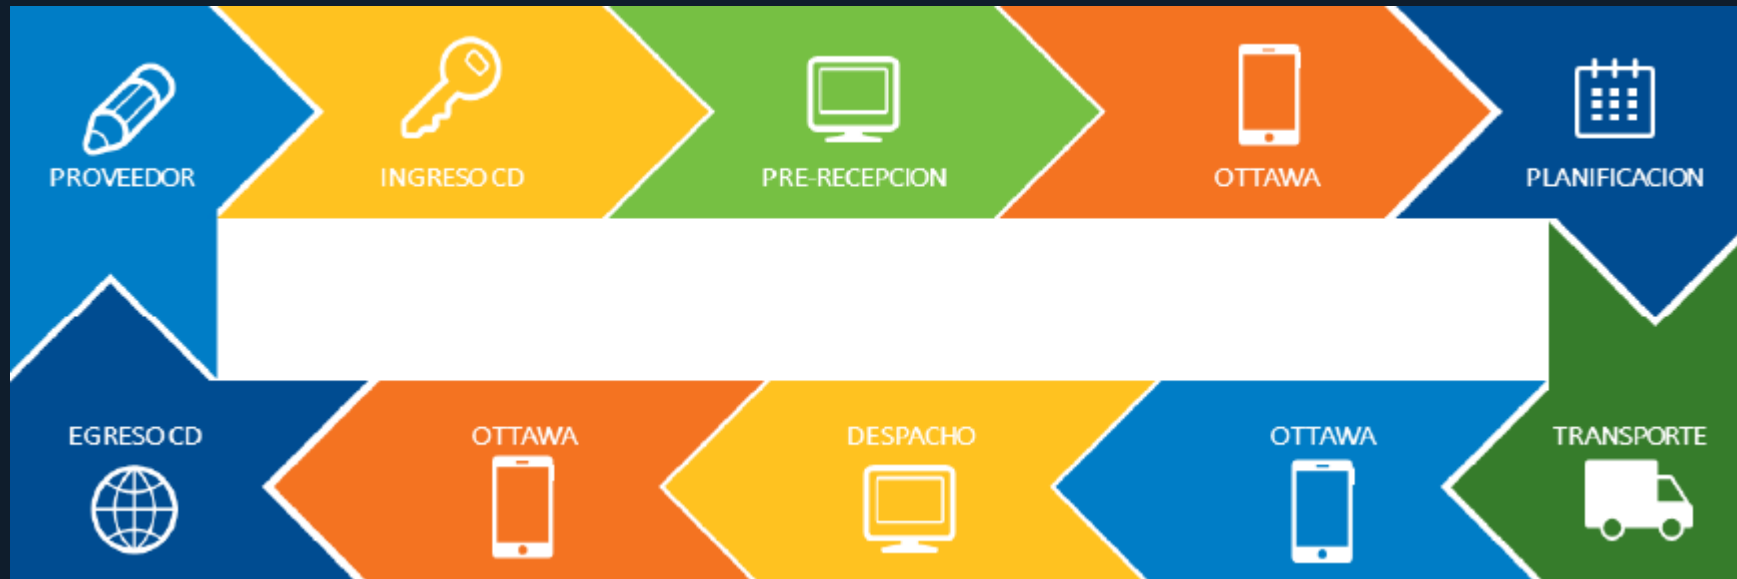 PROVEEDOR
INGRESO CD
PRE-RECEPCION
OTTAWA
PLANIFICACION
EGRESO CD
OTTAWA
DESPACHO
OTTAWA
TRANSPORTE